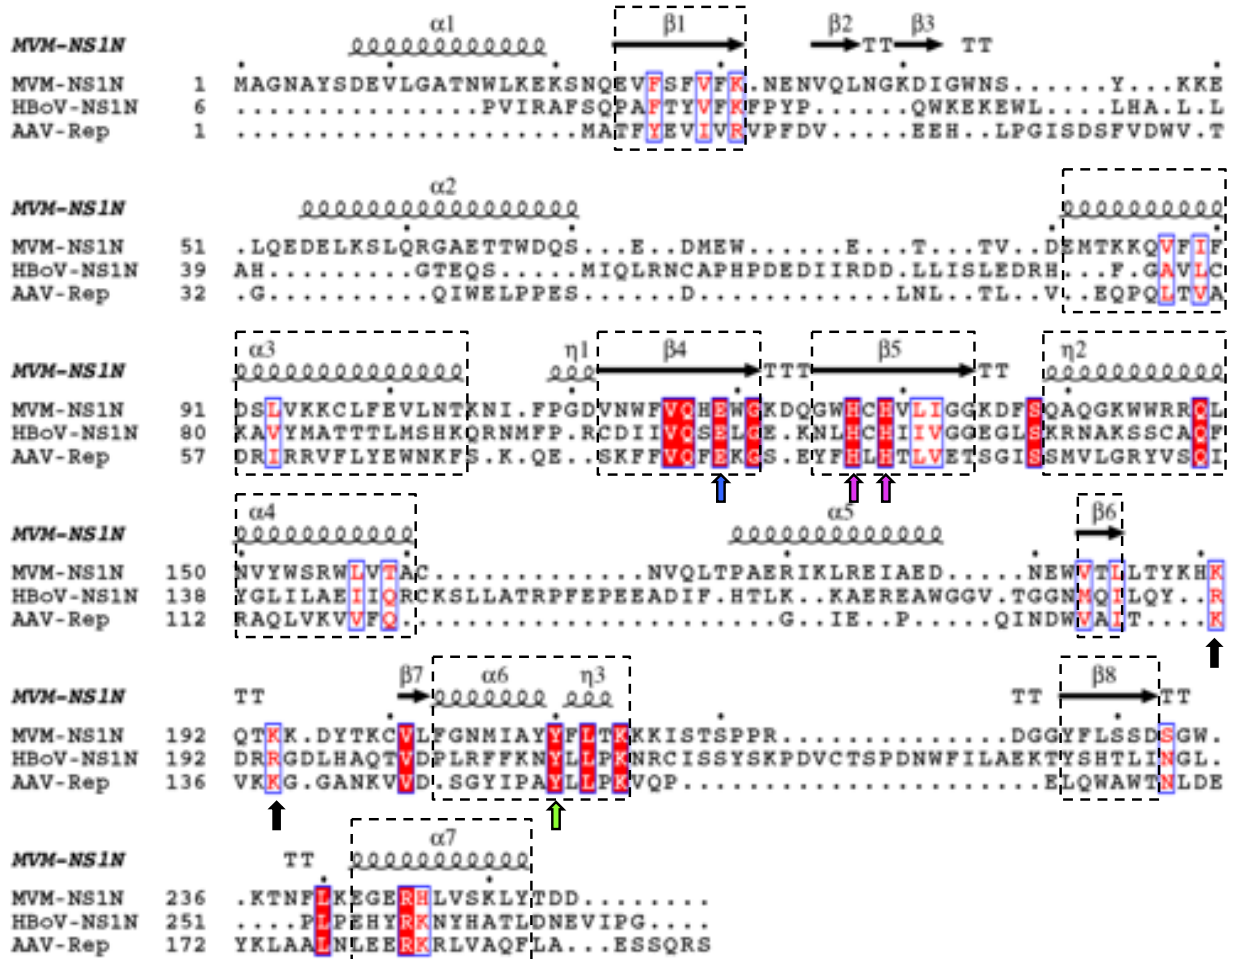 α1 β1 β2 β3
MVM-NS1N TT TT
MVM-NS1N 1 MAGNAYSDEVLGATNWLKEKSNQEVFSFVFK.NENVQLNGKDIGWNS......Y...KKE
HBoV-NS1N 6 ...............PVIRAFSQPAFTYVFKFPYP......QWKEKEWL....LHA.L.L
AAV-Rep 1 .....................MATFYEVIVRVPFDV.....EEH..LPGISDSFVDWV.T
α2
MVM-NS1N
MVM-NS1N 51 .LQEDELKSLQRGAETTWDQS...E..DMEW......E...T...TV..DEMTKKQVFIF
HBoV-NS1N 39 AH.........GTEQS.....MIQLRNCAPHPDEDIIRDD.LLISLEDRH...F.GAVLC
AAV-Rep 32 .G..........QIWELPPES......D............LNL..TL..V..EQPQLTVA
α3 η1 β4 β5 η2
MVM-NS1N TTT TT
MVM-NS1N 91 DSLVKKCLFEVLNTKNI.FPGDVNWFVQHEWGKDQGWHCHVLIGGKDFSQAQGKWWRRQL
HBoV-NS1N 80 KAVYMATTTLMSHKQRNMFP.RCDIIVQSELGE.KNLHCHIIVGGEGLSKRNAKSSCAQF
AAV-Rep 57 DRIRRVFLYEWNKFS.K.QE..SKFFVQFEKGS.EYFHLHTLVETSGISSMVLGRYVSQI
α4 α5 β6
MVM-NS1N
MVM-NS1N 150 NVYWSRWLVTAC.............NVQLTPAERIKLREIAED.....NEWVTLLTYKHK
HBoV-NS1N 138 YGLILAEIIQRCKSLLATRPFEPEEADIF.HTLK..KAEREAWGGV.TGGNMQILQY..R
AAV-Rep 112 RAQLVKVVFQ.......................G..IE..P.....QINDWVAIT....K
β7 α6 η3 β8
MVM-NS1N TT TT TT
MVM-NS1N 192 QTKKK.DYTKCVLFGNMIAYYFLTKKKISTSPPR..............DGGYFLSSDSGW.
HBoV-NS1N 192 DRRGDLHAQTVDPLRFFKNYLLPKNRCISSYSKPDVCTSPDNWFILAEKTYSHTLINGL.
AAV-Rep 136 VKKG.GANKVVD.SGYIPAYLLPKVQP......................ELQWAWTNLDE
α7
MVM-NS1N TT
MVM-NS1N 236 .KTNFLKEGERHLVSKLYTDD........
HBoV-NS1N 251 ....PLPEHYRKNYHATLDNEVIPG....
AAV-Rep 172 YKLAALNLEERKRLVAQFLA...ESSQRS